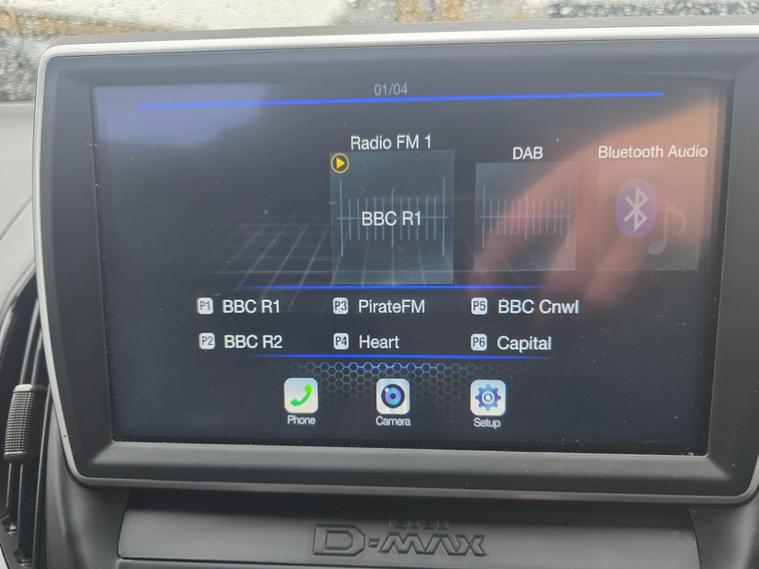 01/04
Radio FM 1
DAB
Bluetooth Audio
BBC R1
P1 BBC R1
P3 PirateFM
P5 BBC Cnwl
P2 BBC R2
P4 Heart
P6 Capital
Phone
Camera
Setup
ISUZU
D-MAX